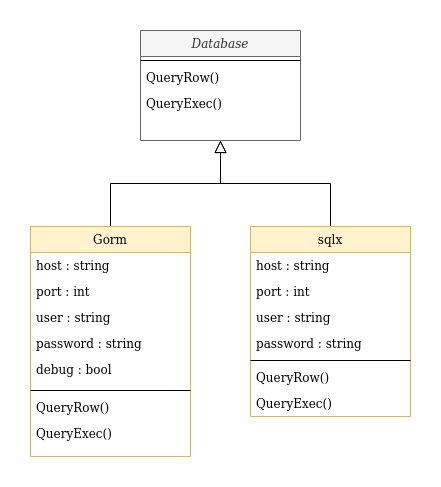 Database
QueryRow()
QueryExec()
Gorm
host : string
port : int
user : string
password : string
debug : bool
QueryRow()
QueryExec()
sqlx
host : string
port : int
user : string
password : string
QueryRow()
QueryExec()